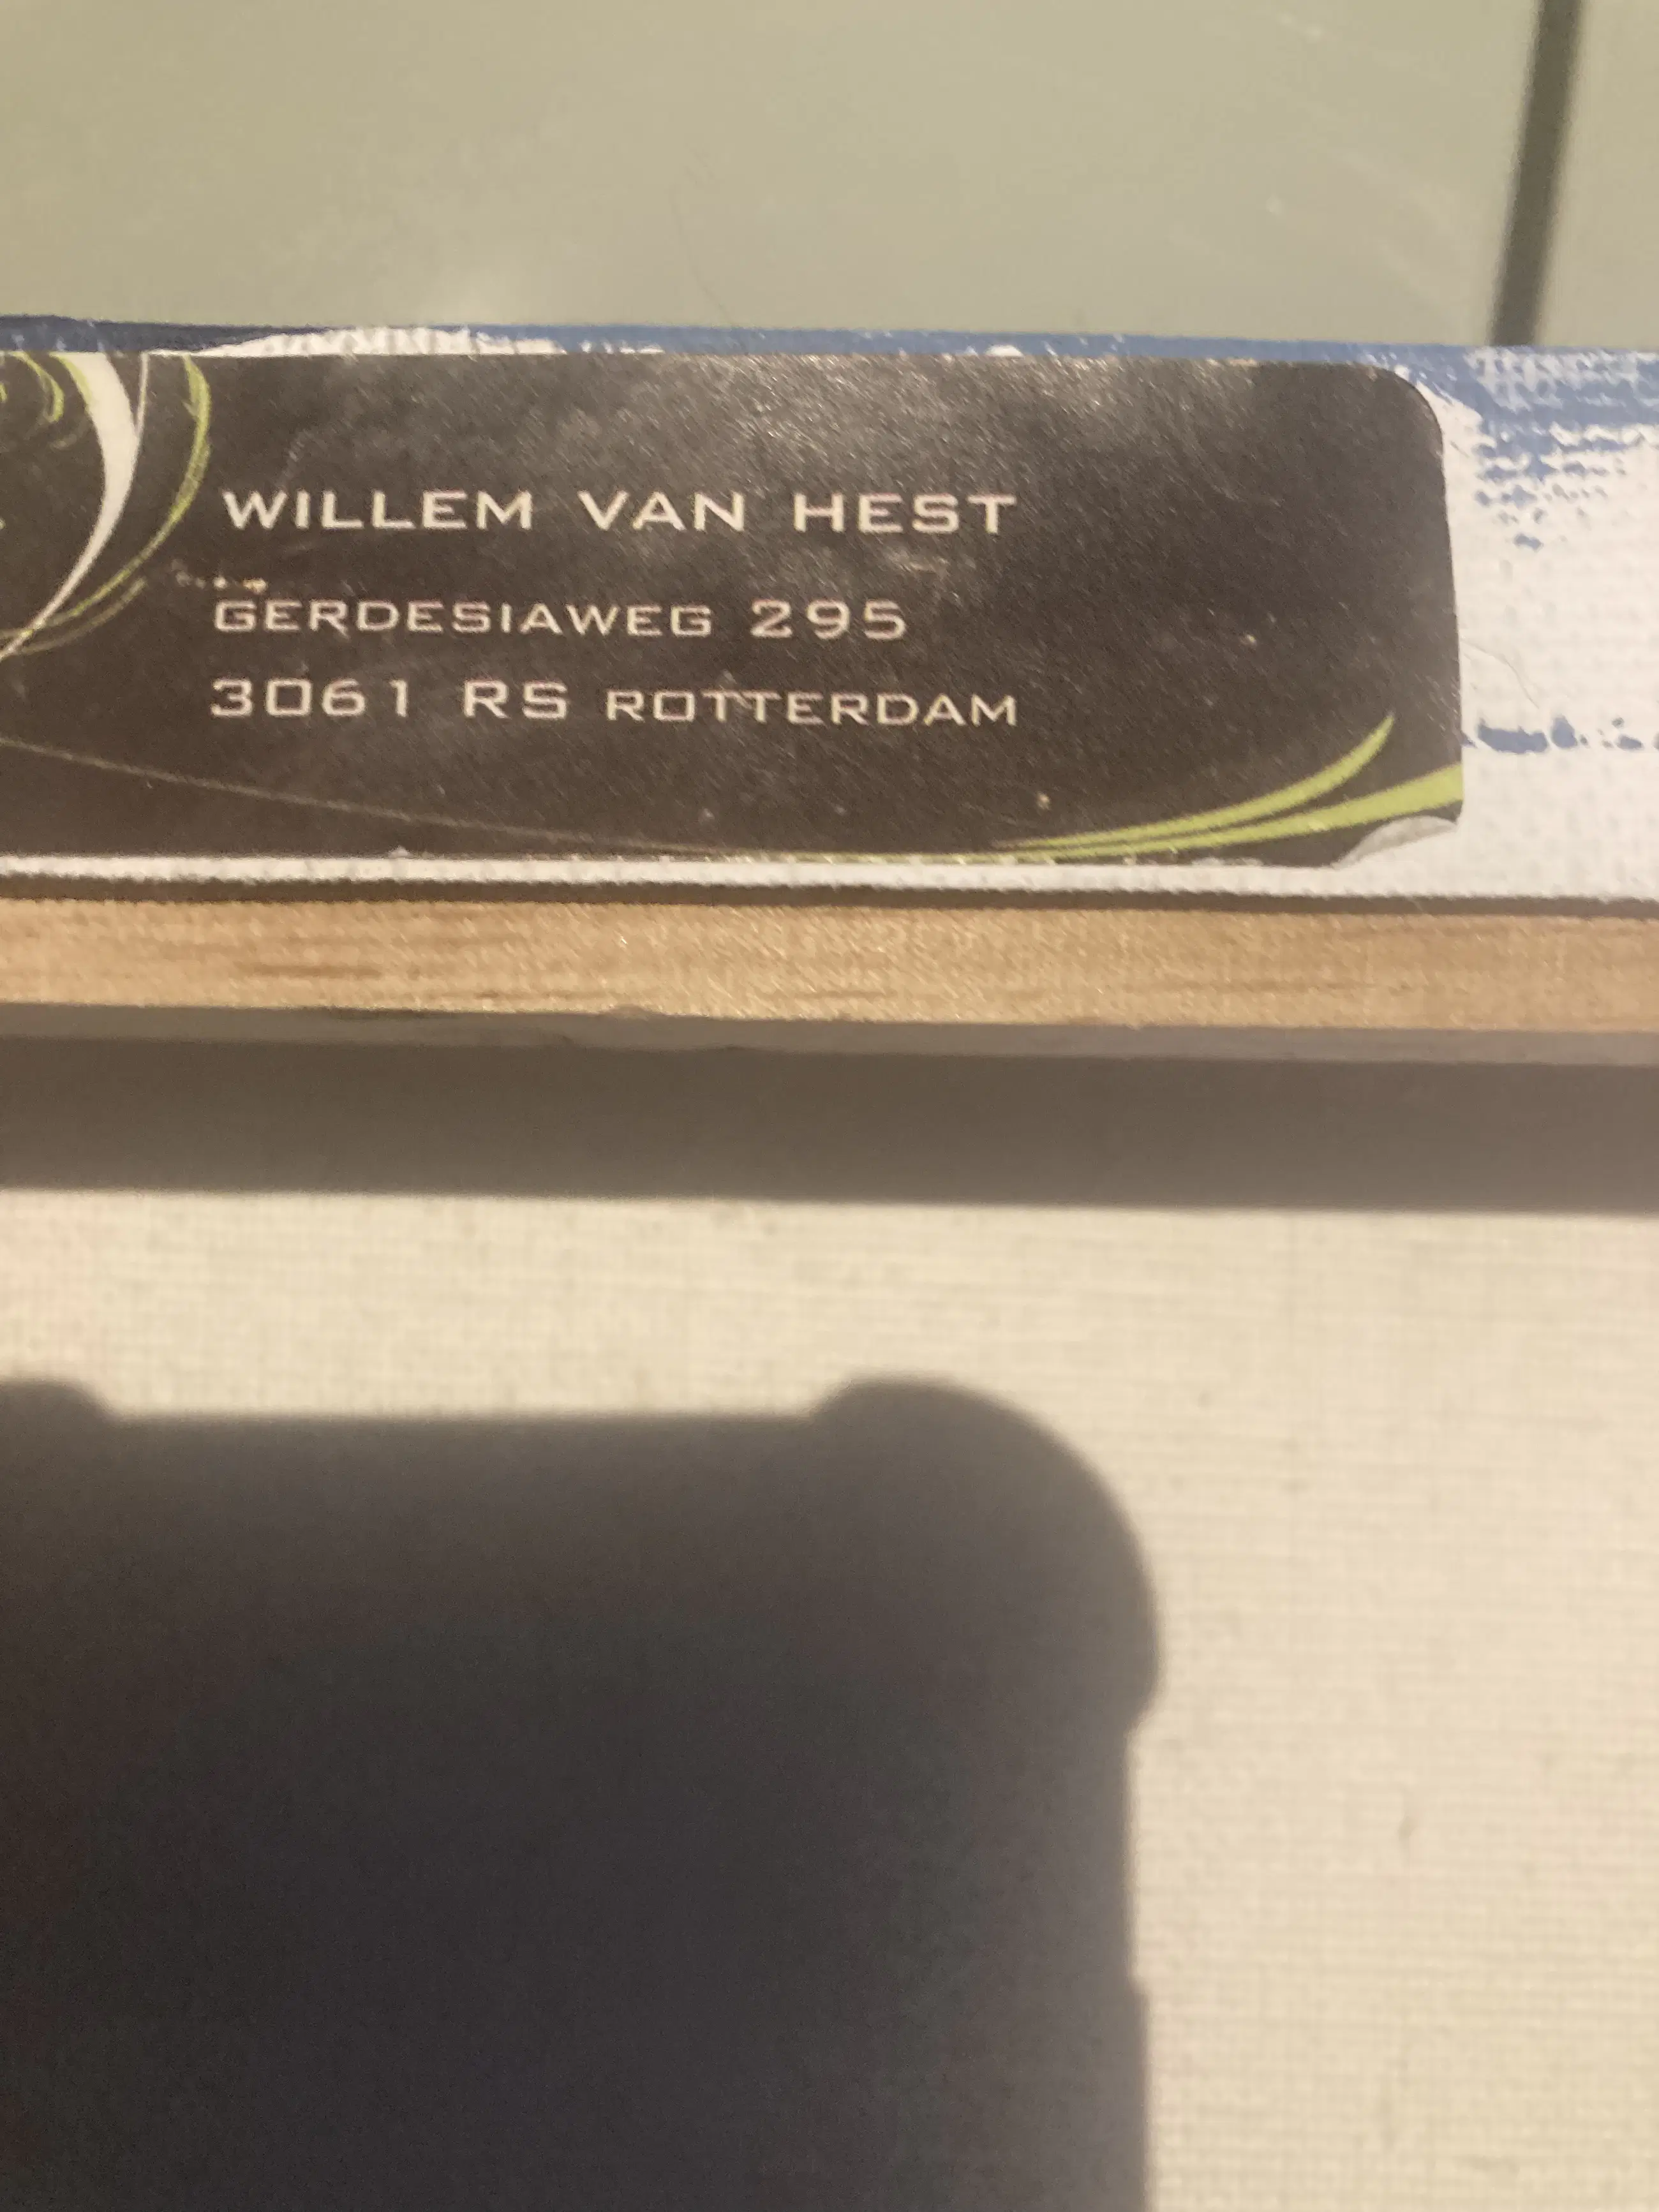 WILLEM VAN HEST
GERDESIAWEG 295
3061 RS ROTTERDAM